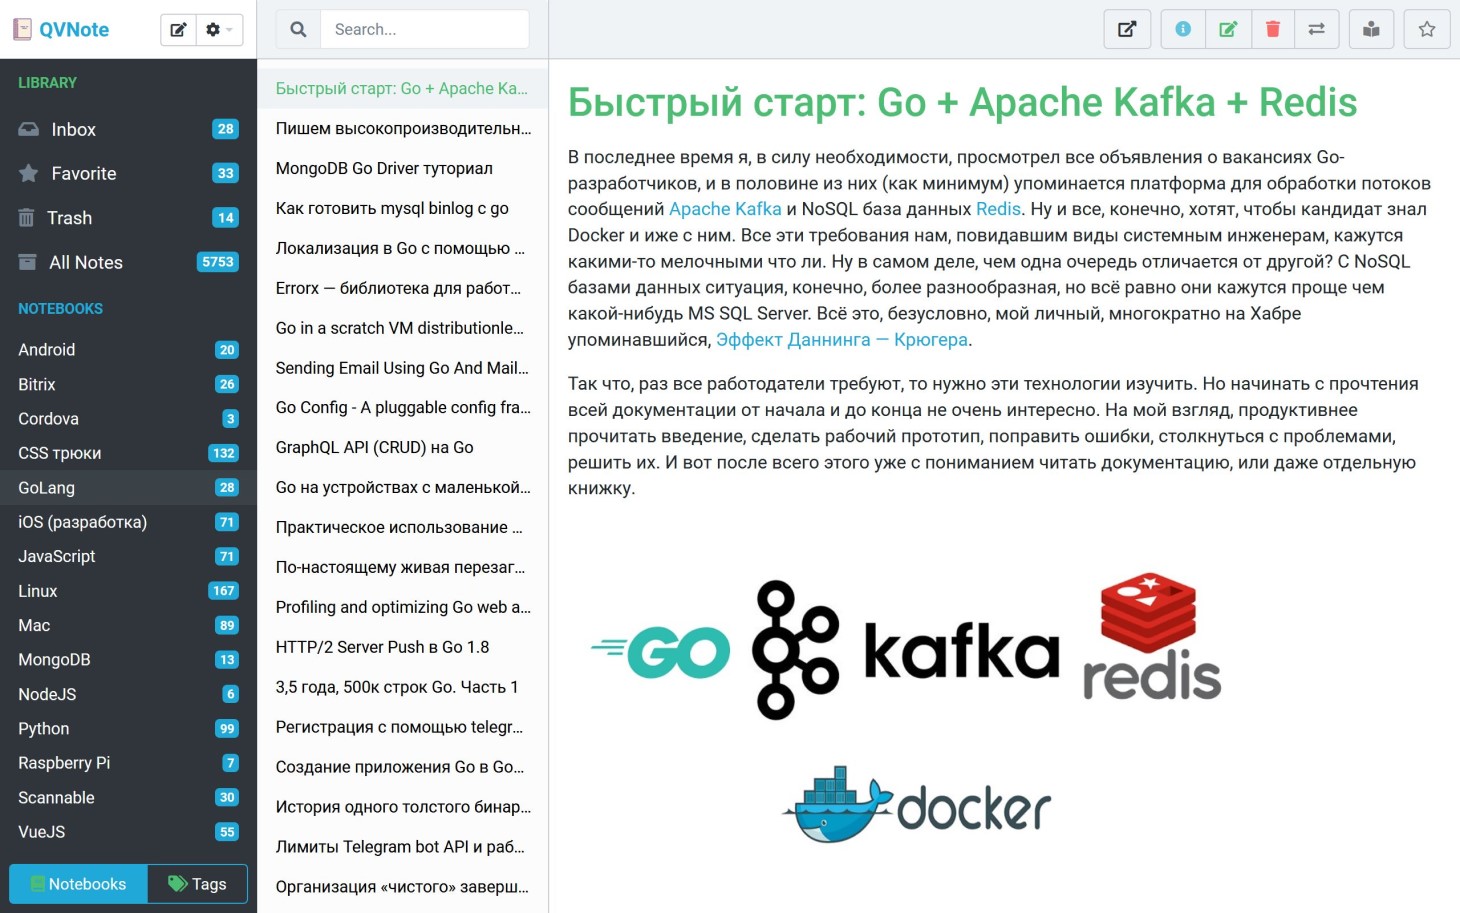 QVNote
LIBRARY
Inbox 28
Favorite 33
Trash 14
All Notes 5753
NOTEBOOKS
Android 20
Bitrix 26
Cordova 3
CSS трюки 132
GoLang 28
iOS (разработка) 71
JavaScript 71
Linux 167
Mac 89
MongoDB 13
NodeJS 6
Python 99
Raspberry Pi 7
Scannable 30
VueJS 55
Notebooks Tags
Search...
Быстрый старт: Go + Apache Ka...
Пишем высокопроизводительн...
MongoDB Go Driver туториал
Как готовить mysql binlog с go
Локализация в Go с помощью ...
Errorx — библиотека для работ...
Go in a scratch VM distributionle...
Sending Email Using Go And Mail...
Go Config - A pluggable config fra...
GraphQL API (CRUD) на Go
Go на устройствах с маленькой...
Практическое использование ...
По-настоящему живая перезаг...
Profiling and optimizing Go web a...
HTTP/2 Server Push в Go 1.8
3,5 года, 500к строк Go. Часть 1
Регистрация с помощью telegr...
Создание приложения Go в Go...
История одного толстого бинар...
Лимиты Telegram bot API и раб...
Организация «чистого» заверш...
Быстрый старт: Go + Apache Kafka + Redis
В последнее время я, в силу необходимости, просмотрел все объявления о вакансиях Go-
разработчиков, и в половине из них (как минимум) упоминается платформа для обработки потоков
сообщений Apache Kafka и NoSQL база данных Redis. Ну и все, конечно, хотят, чтобы кандидат знал
Docker и иже с ним. Все эти требования нам, повидавшим виды системным инженерам, кажутся
какими-то мелочными что ли. Ну в самом деле, чем одна очередь отличается от другой? С NoSQL
базами данных ситуация, конечно, более разнообразная, но всё равно они кажутся проще чем
какой-нибудь MS SQL Server. Всё это, безусловно, мой личный, многократно на Хабре
упоминавшийся, Эффект Даннинга — Крюгера.
Так что, раз все работодатели требуют, то нужно эти технологии изучить. Но начинать с прочтения
всей документации от начала и до конца не очень интересно. На мой взгляд, продуктивнее
прочитать введение, сделать рабочий прототип, поправить ошибки, столкнуться с проблемами,
решить их. И вот после всего этого уже с пониманием читать документацию, или даже отдельную
книжку.
GO kafka redis
docker